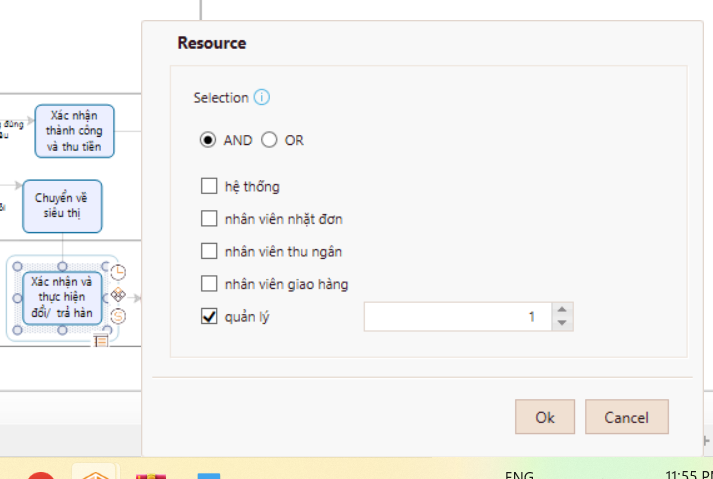 Resource
Selection
AND
OR
hệ thống
nhân viên nhặt đơn
nhân viên thu ngân
nhân viên giao hàng
quản lý
1
Ok
Cancel
Xác nhận
thành công
và thu tiền
đúng
Chuyển về
siêu thị
Xác nhận và
thực hiện
đổi/ trả hàn
ENG
11:55 P